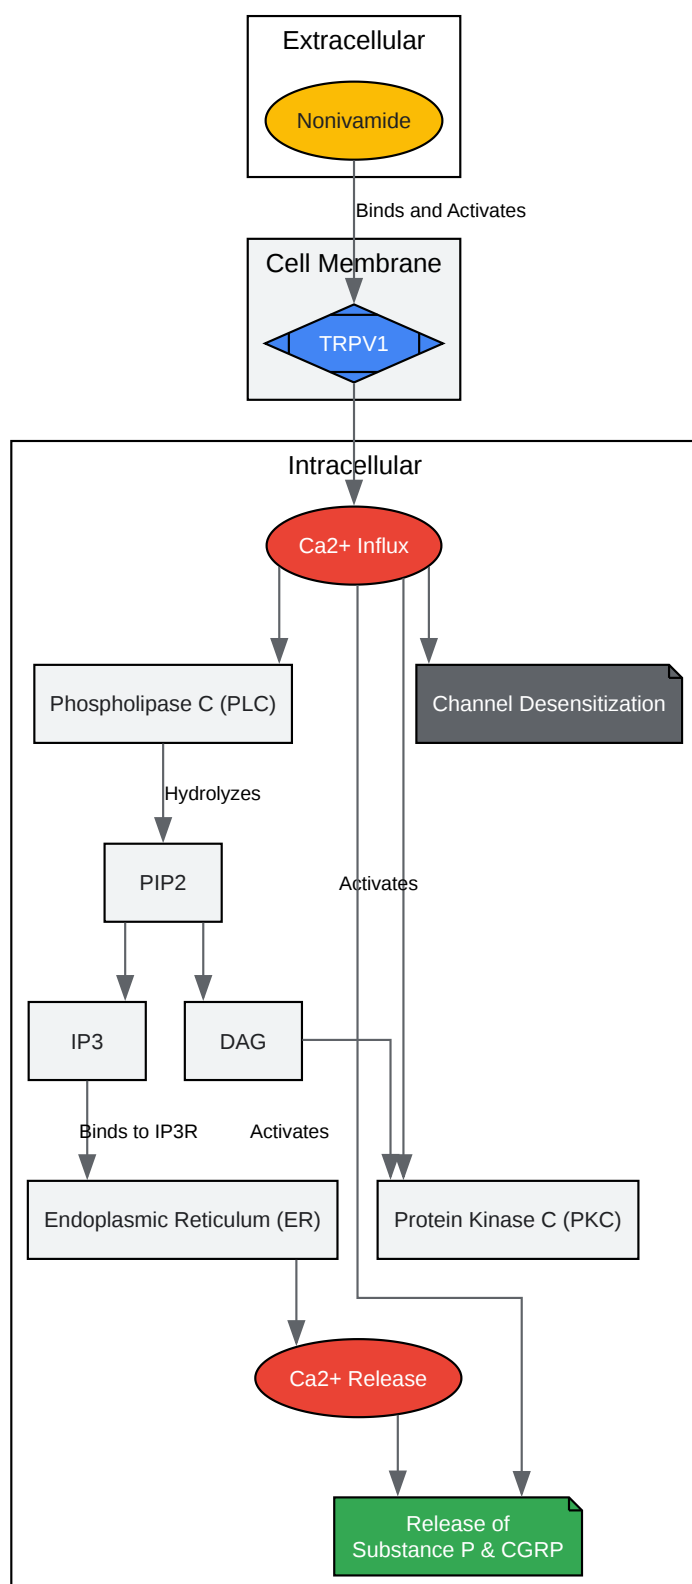 Extracellular
Nonivamide
Binds and Activates
Cell Membrane
TRPV1
Intracellular
Ca2+ Influx
Phospholipase C (PLC)
Channel Desensitization
Hydrolyzes
PIP2
Activates
IP3
DAG
Binds to IP3R
Activates
Endoplasmic Reticulum (ER)
Protein Kinase C (PKC)
Ca2+ Release
Release of
Substance P & CGRP